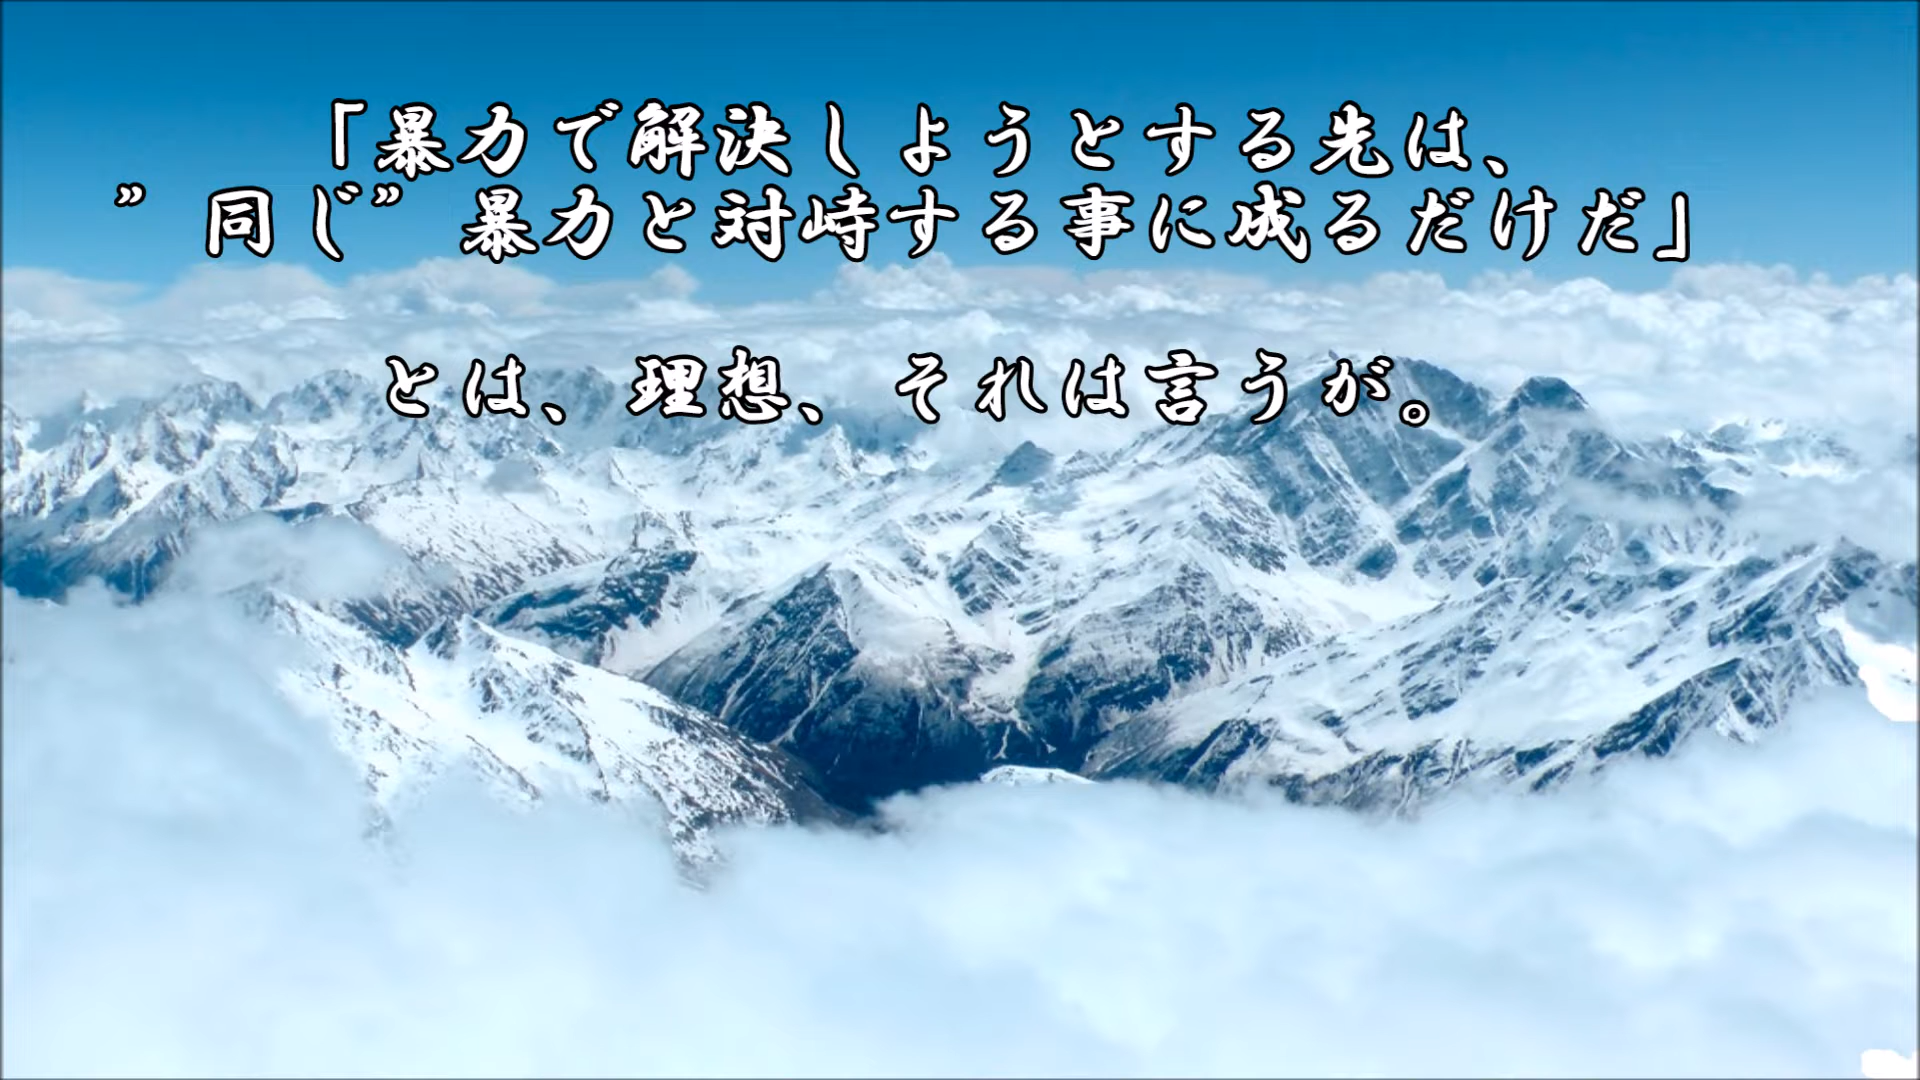 「暴力で解決しようとする先は、
”同じ”暴力と対峙する事に成るだけだ」
とは、理想、それは言うが。